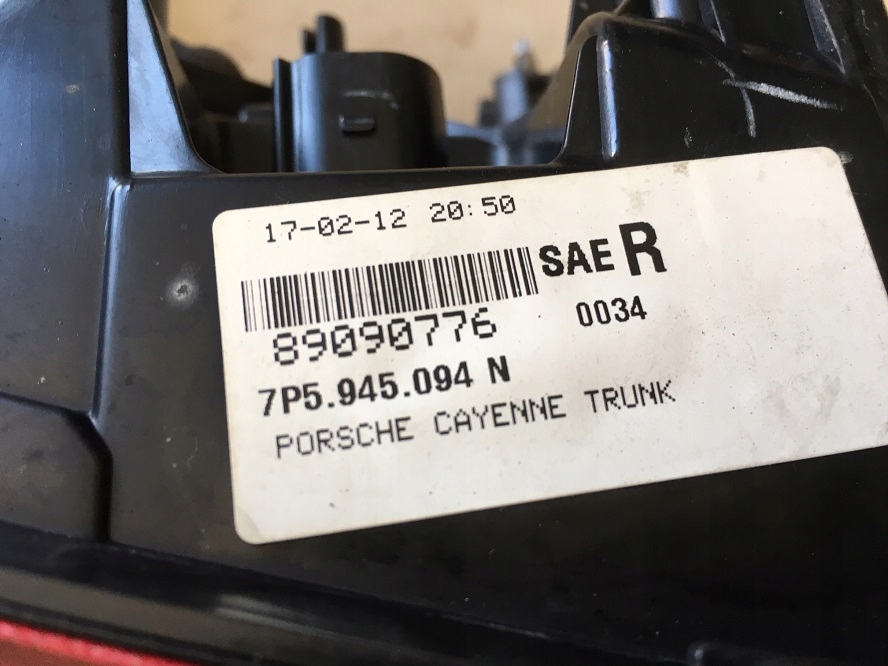 17-02-12 20:50
SAE R
89090776 0034
7P5.945.094 N
PORSCHE CAYENNE TRUNK